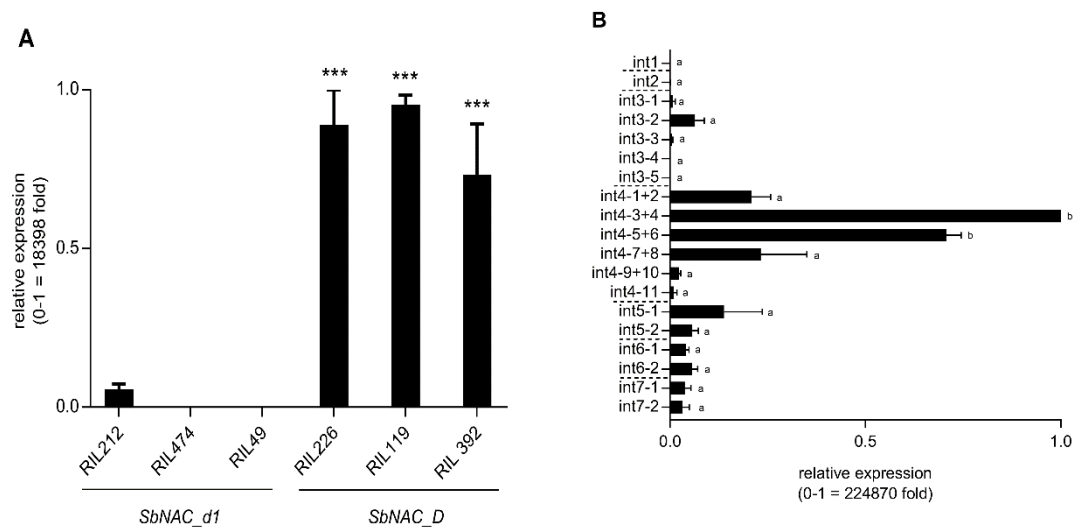 A
relative expression
(0-1 = 18398 fold)
1.0
0.5
0.0
***
***
***
RIL212
RIL474
RIL49
RIL226
RIL119
RIL 392
SbNAC_d1
SbNAC_D
B
int1 a
int2 a
int3-1 a
int3-2 a
int3-3 a
int3-4 a
int3-5 a
int4-1+2 a
int4-3+4 b
int4-5+6 b
int4-7+8 a
int4-9+10 a
int4-11 a
int5-1 a
int5-2 a
int6-1 a
int6-2 a
int7-1 a
int7-2 a
0.0 0.5 1.0
relative expression
(0-1 = 224870 fold)